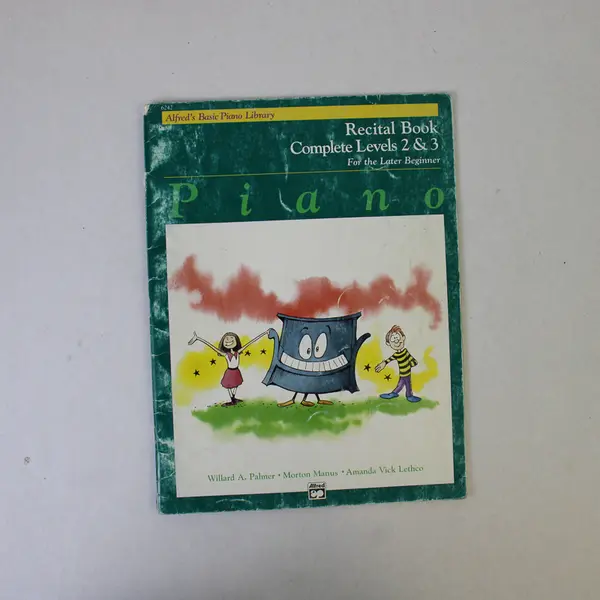 6242
Alfred's Basic Piano Library
Recital Book
Complete Levels 2 & 3
For the Later Beginner
Piano
Willard A. Palmer • Morton Manus • Amanda Vick Lethco
Alfred